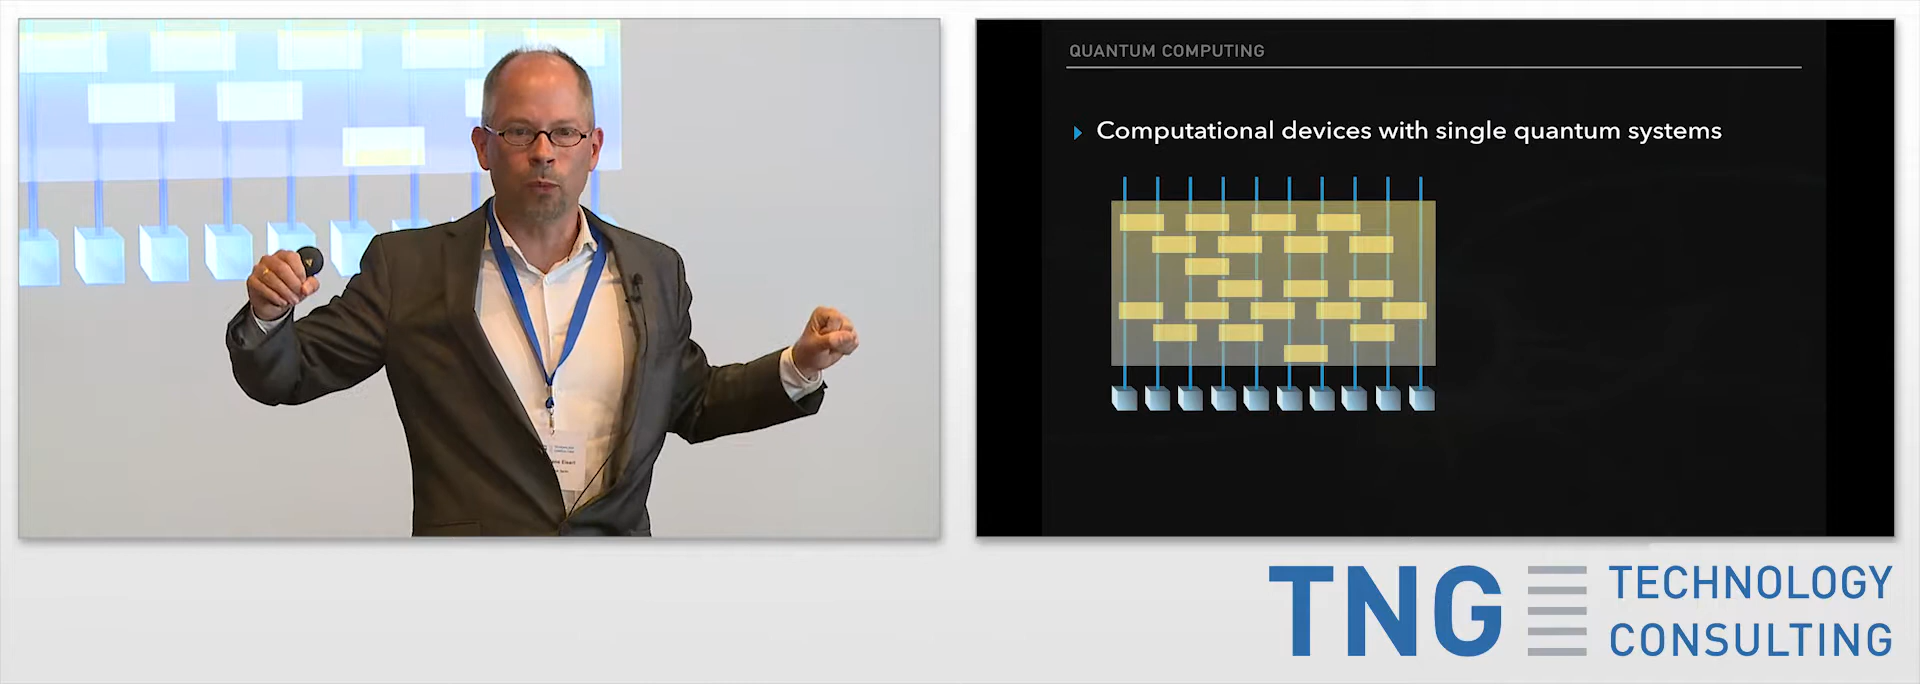 QUANTUM COMPUTING
Computational devices with single quantum systems
TNG TECHNOLOGY
CONSULTING